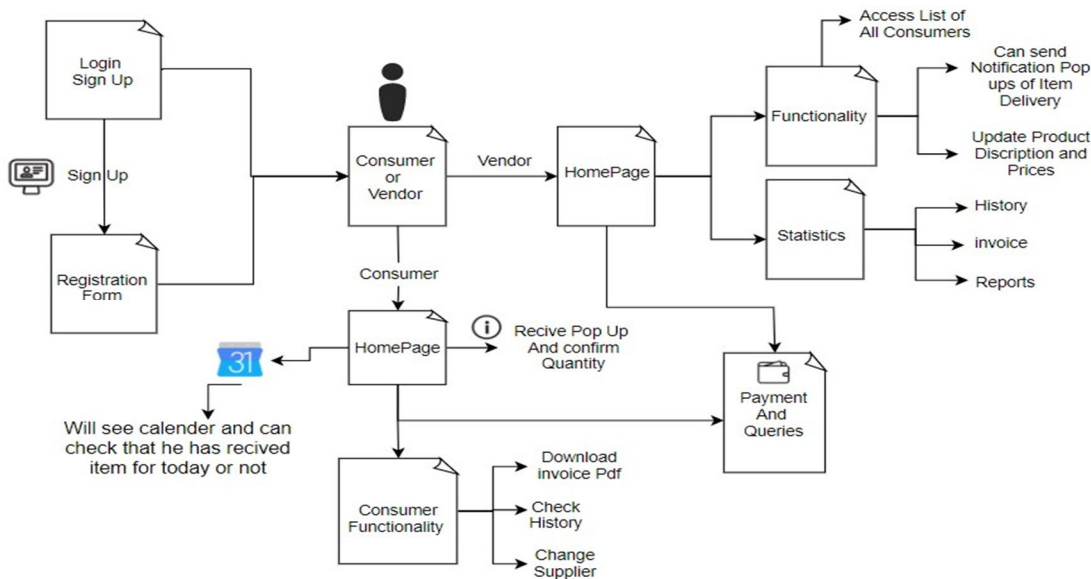 Login
Sign Up
Sign Up
Registration
Form
Consumer
or
Vendor
Vendor
HomePage
Functionality
Access List of
All Consumers
Can send
Notification Pop
ups of Item
Delivery
Update Product
Discription and
Prices
Statistics
History
invoice
Reports
Consumer
HomePage
Recive Pop Up
And confirm
Quantity
31
Will see calender and can
check that he has recived
item for today or not
Payment
And
Queries
Consumer
Functionality
Download
invoice Pdf
Check
History
Change
Supplier